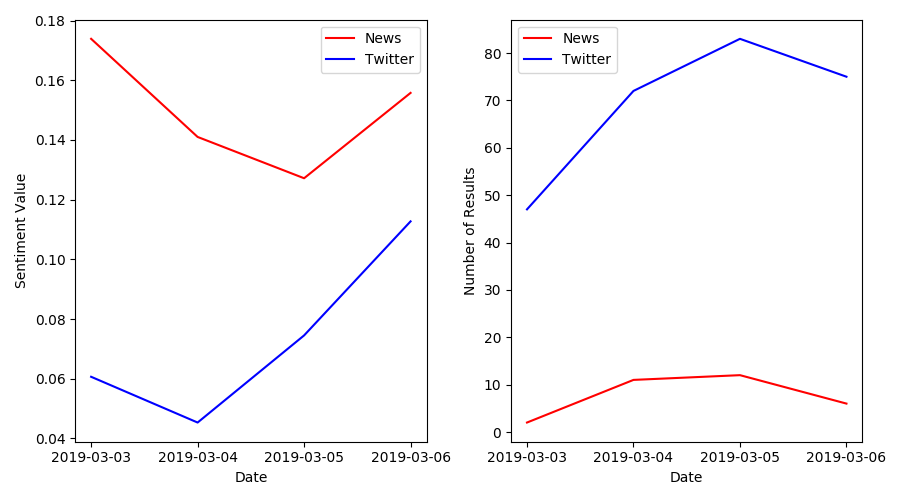 0.18
0.16
0.14
0.12
0.10
0.08
0.06
0.04
Sentiment Value
News
Twitter
2019-03-03 2019-03-04 2019-03-05 2019-03-06
Date
80
70
60
50
40
30
20
10
0
Number of Results
News
Twitter
2019-03-03 2019-03-04 2019-03-05 2019-03-06
Date